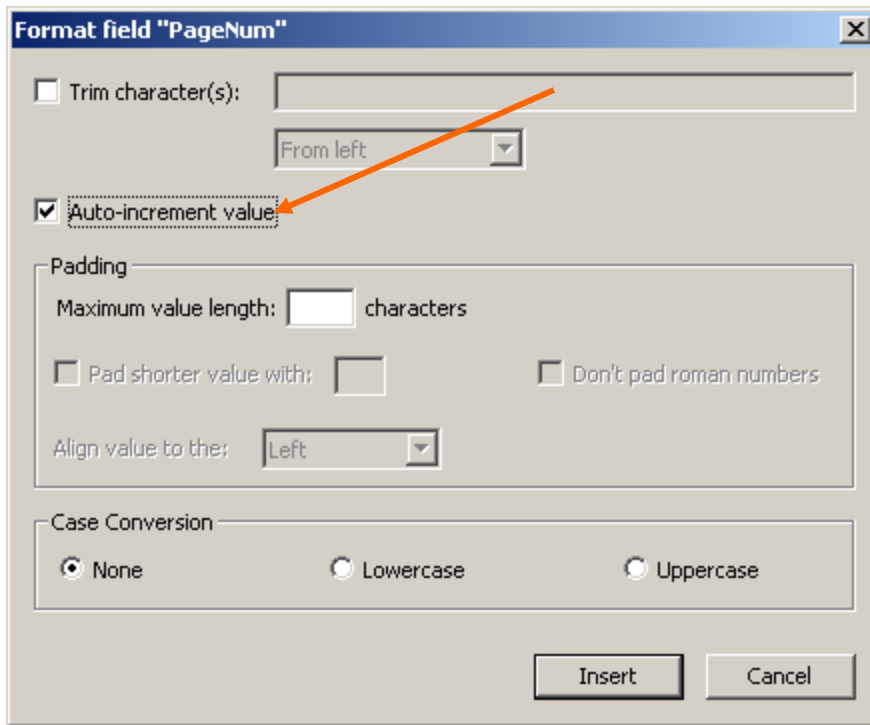 Format field "PageNum"
Trim character(s):
From left
Auto-increment value
Padding
Maximum value length: characters
Pad shorter value with: Don't pad roman numbers
Align value to the: Left
Case Conversion
None Lowercase Uppercase
Insert Cancel